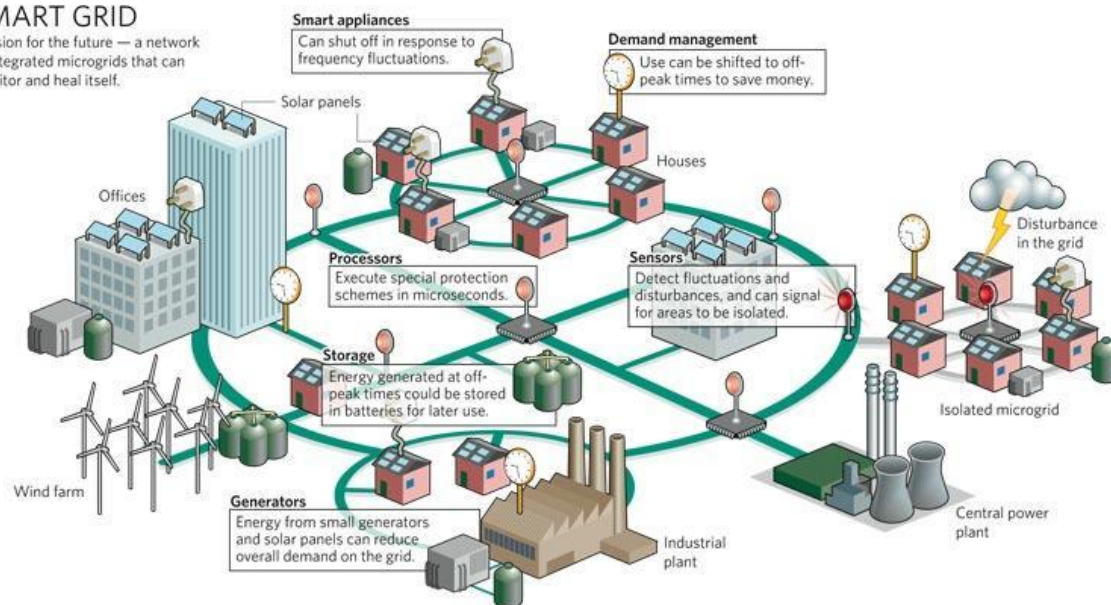 MART GRID
sion for the future — a network
tegrated microgrids that can
itor and heal itself.
Smart appliances
Can shut off in response to
frequency fluctuations.
Demand management
Use can be shifted to off-
peak times to save money.
Solar panels
Houses
Offices
Disturbance
in the grid
Processors
Execute special protection
schemes in microseconds.
Sensors
Detect fluctuations and
disturbances, and can signal
for areas to be isolated.
Storage
Energy generated at off-
peak times could be stored
in batteries for later use.
Isolated microgrid
Wind farm
Generators
Energy from small generators
and solar panels can reduce
overall demand on the grid.
Industrial
plant
Central power
plant